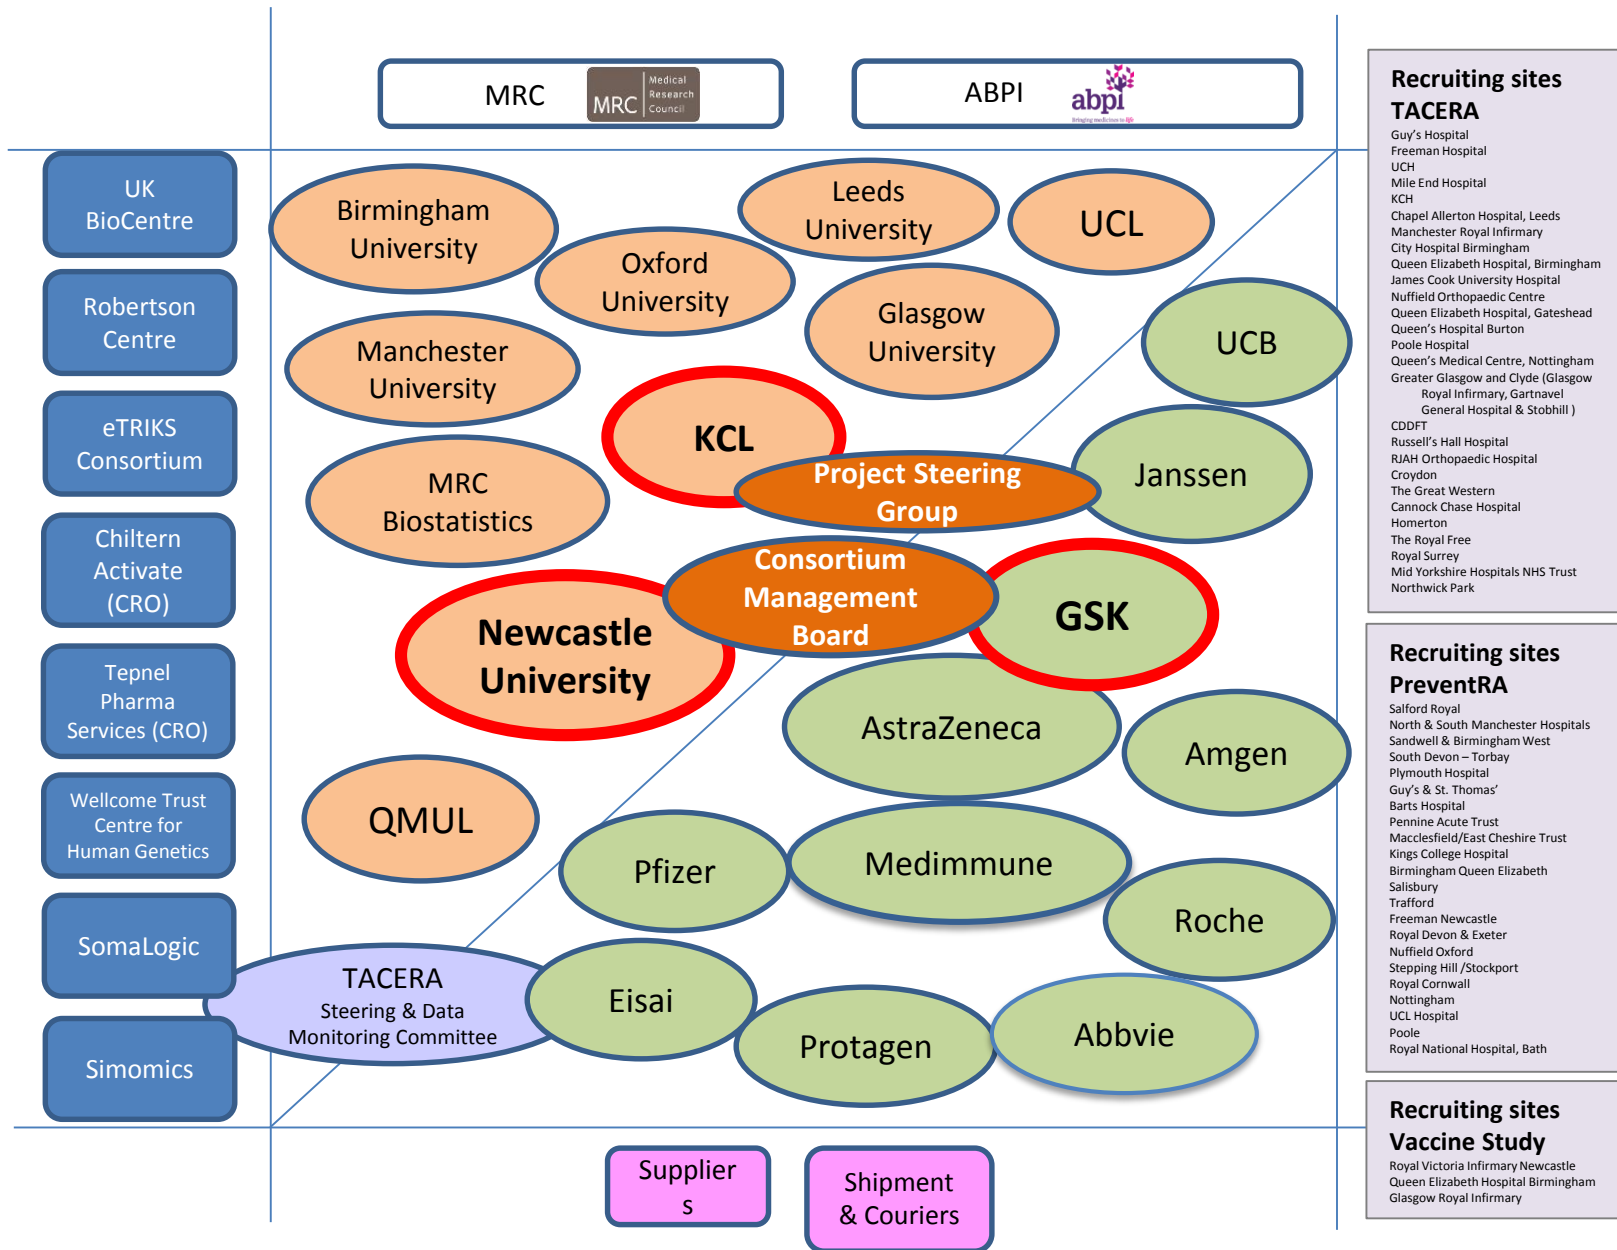 MRC
MRC
Medical
Research
Council
ABPI
abpi
Bringing medicines to life
UK
BioCentre
Robertson
Centre
eTRIKS
Consortium
Chiltern
Activate
(CRO)
Tepnel
Pharma
Services (CRO)
Wellcome Trust
Centre for
Human Genetics
SomaLogic
Simomics
Birmingham
University
Oxford
University
Leeds
University
UCL
Manchester
University
Glasgow
University
UCB
KCL
MRC
Biostatistics
Project Steering
Group
Janssen
Consortium
Management
Board
Newcastle
University
GSK
AstraZeneca
Amgen
QMUL
Pfizer
Medimmune
Roche
TACERA
Steering & Data
Monitoring Committee
Eisai
Protagen
Abbvie
Supplier
s
Shipment
& Couriers
Recruiting sites
TACERA
Guy's Hospital
Freeman Hospital
UCH
Mile End Hospital
KCH
Chapel Allerton Hospital, Leeds
Manchester Royal Infirmary
City Hospital Birmingham
Queen Elizabeth Hospital, Birmingham
James Cook University Hospital
Nuffield Orthopaedic Centre
Queen Elizabeth Hospital, Gateshead
Queen's Hospital Burton
Poole Hospital
Queen's Medical Centre, Nottingham
Greater Glasgow and Clyde (Glasgow
Royal Infirmary, Gartnavel
General Hospital & Stobhill )
CDDFT
Russell's Hall Hospital
RJAH Orthopaedic Hospital
Croydon
The Great Western
Cannock Chase Hospital
Homerton
The Royal Free
Royal Surrey
Mid Yorkshire Hospitals NHS Trust
Northwick Park
Recruiting sites
PreventRA
Salford Royal
North & South Manchester Hospitals
Sandwell & Birmingham West
South Devon – Torbay
Plymouth Hospital
Guy's & St. Thomas'
Barts Hospital
Pennine Acute Trust
Macclesfield/East Cheshire Trust
Kings College Hospital
Birmingham Queen Elizabeth
Salisbury
Trafford
Freeman Newcastle
Royal Devon & Exeter
Nuffield Oxford
Stepping Hill /Stockport
Royal Cornwall
Nottingham
UCL Hospital
Poole
Royal National Hospital, Bath
Recruiting sites
Vaccine Study
Royal Victoria Infirmary Newcastle
Queen Elizabeth Hospital Birmingham
Glasgow Royal Infirmary